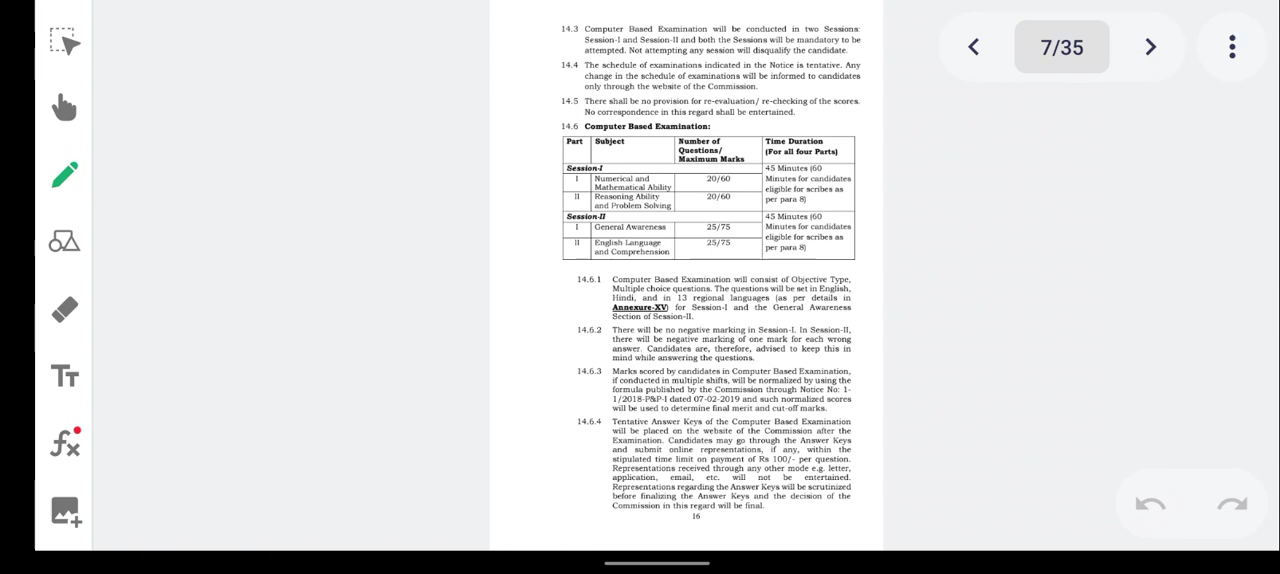 14.3 Computer Based Examination will be conducted in two Sessions:
Session-I and Session-II and both the Sessions will be mandatory to be
attempted. Not attempting any session will disqualify the candidate.
14.4 The schedule of examinations indicated in the Notice is tentative. Any
change in the schedule of examinations will be informed to candidates
only through the website of the Commission.
14.5 There shall be no provision for re-evaluation/ re-checking of the scores.
No correspondence in this regard shall be entertained.
14.6 Computer Based Examination:
Part Subject Number of Questions/ Maximum Marks Time Duration (For all four Parts)
Session-I
I Numerical and Mathematical Ability 20/60
II Reasoning Ability and Problem Solving 20/60
45 Minutes (60
Minutes for candidates
eligible for scribes as
per para 8)
Session-II
I General Awareness 25/75
II English Language and Comprehension 25/75
45 Minutes (60
Minutes for candidates
eligible for scribes as
per para 8)
14.6.1 Computer Based Examination will consist of Objective Type,
Multiple choice questions. The questions will be set in English,
Hindi, and in 13 regional languages (as per details in
Annexure-XV) for Session-I and the General Awareness
Section of Session-II.
14.6.2 There will be no negative marking in Session-I. In Session-II,
there will be negative marking of one mark for each wrong
answer. Candidates are, therefore, advised to keep this in
mind while answering the questions.
14.6.3 Marks scored by candidates in Computer Based Examination,
if conducted in multiple shifts, will be normalized by using the
formula published by the Commission through Notice No: 1-
1/2018-P&P-I dated 07-02-2019 and such normalized scores
will be used to determine final merit and cut-off marks.
14.6.4 Tentative Answer Keys of the Computer Based Examination
will be placed on the website of the Commission after the
Examination. Candidates may go through the Answer Keys
and submit online representations, if any, within the
stipulated time limit on payment of Rs 100/- per question.
Representations received through any other mode e.g. letter,
application, email, etc. will not be entertained.
Representations regarding the Answer Keys will be scrutinized
before finalizing the Answer Keys and the decision of the
Commission in this regard will be final.
16
7/35
Tт
fx